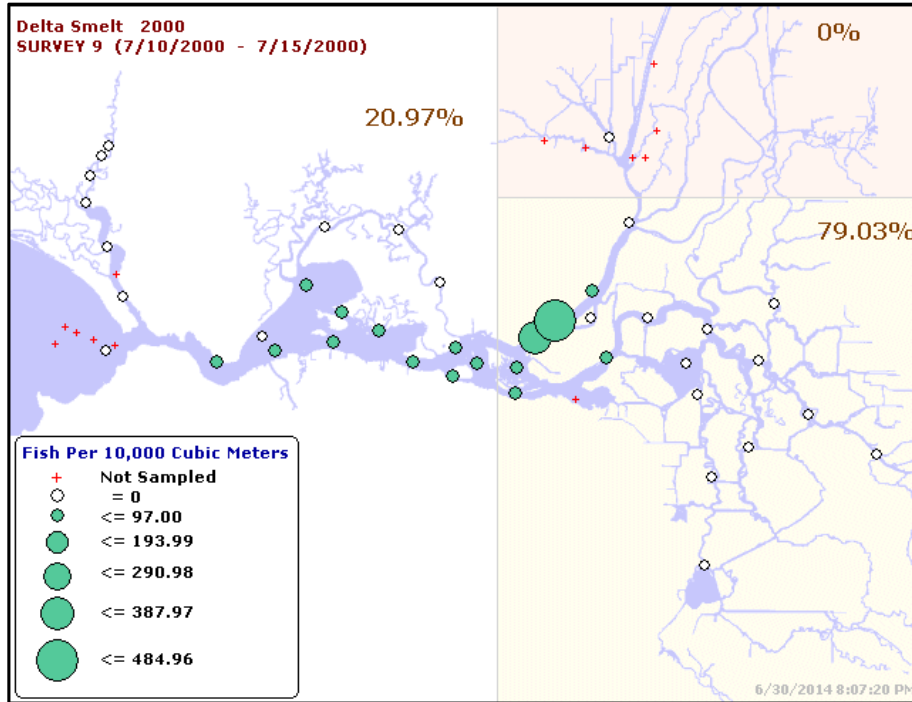 Delta Smelt 2000
SURVEY 9 (7/10/2000 - 7/15/2000)
0%
20.97%
79.03%
Fish Per 10,000 Cubic Meters
Not Sampled
= 0
<= 97.00
<= 193.99
<= 290.98
<= 387.97
<= 484.96
6/30/2014 8:07:20 PM